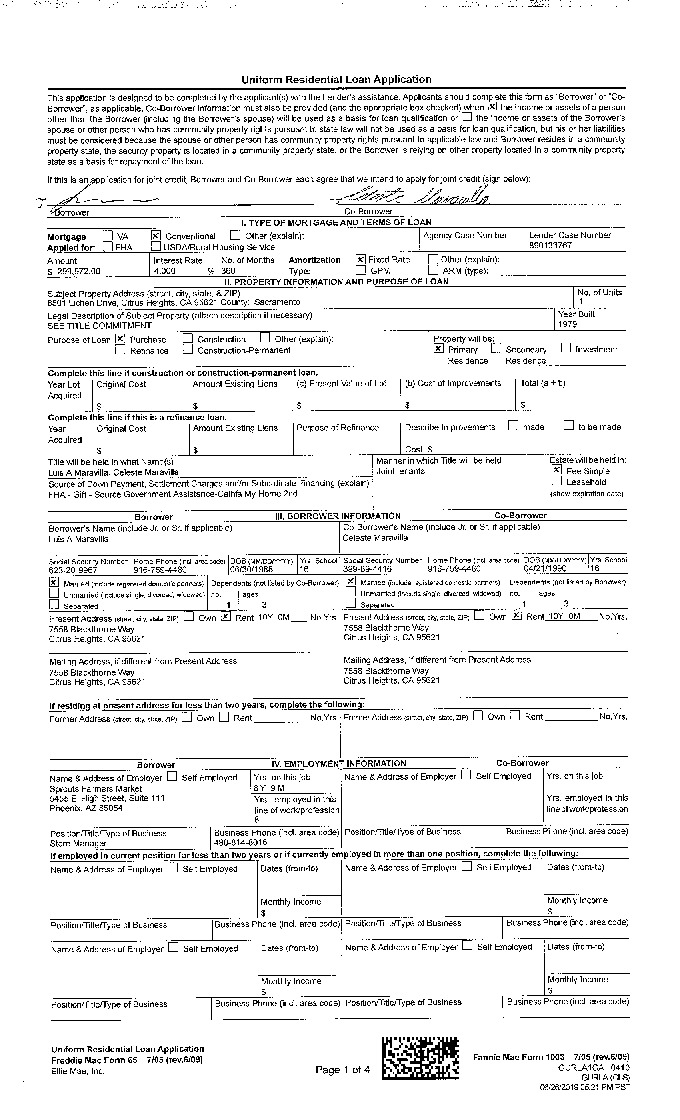 Uniform Residential Loan Application
This application is designed to be completed by the applicant(s) with the Lender's assistance. Applicants should complete this form as "Borrower" or "Co-
Borrower", as applicable. Co-Borrower information must also be provided (and the appropriate box checked) when ☒ the income or assets of a person
other than the Borrower (including the Borrower's spouse) will be used as a basis for loan qualification or ☐ the income or assets of the Borrower's
spouse or other person who has community property rights pursuant to state law will not be used as a basis for loan qualification, but his or her liabilities
must be considered because the spouse or other person has community property rights pursuant to applicable law and Borrower resides in a community
property state, the security property is located in a community property state, or the Borrower is relying on other property located in a community property
state as a basis for repayment of the loan.
If this is an application for joint credit, Borrower and Co-Borrower each agree that we intend to apply for joint credit (sign below):
Borrower Co-Borrower
I. TYPE OF MORTGAGE AND TERMS OF LOAN
Mortgage ☐ VA ☒ Conventional ☐ Other (explain): Agency Case Number Lender Case Number
Applied for: ☐ FHA ☐ USDA/Rural Housing Service
Amount Interest Rate No. of Months Amortization ☒ Fixed Rate ☐ Other (explain):
4.000 % 360 Type: ☐ GPM ☐ ARM (type):
II. PROPERTY INFORMATION AND PURPOSE OF LOAN
Subject Property Address (street, city, state, & ZIP) No. of Units
Lichen Drive, Citrus Heights, CA 95621 County: Sacramento 1
Legal Description of Subject Property (attach description if necessary) Year Built
SEE TITLE COMMITMENT 1979
Purpose of Loan ☒ Purchase ☐ Construction ☐ Other (explain): Property will be:
☐ Refinance ☐ Construction-Permanent ☒ Primary Residence ☐ Secondary Residence ☐ Investment
Complete this line if construction or construction-permanent loan.
Year Lot Acquired Original Cost Amount Existing Liens (a) Present Value of Lot (b) Cost of Improvements Total (a + b)
$ $ $ $ $
Complete this line if this is a refinance loan.
Year Acquired Original Cost Amount Existing Liens Purpose of Refinance Describe Improvements ☐ made ☐ to be made
$ $ Cost: $
Title will be held in what Name(s) Manner in which Title will be held Estate will be held in:
Luis A Maravilla, Celeste Maravilla Joint tenants ☒ Fee Simple
Source of Down Payment, Settlement Charges and/or Subordinate Financing (explain) ☐ Leasehold
FHA - Gift - Source Government Assistance-Calhfa My Home 2nd (show expiration date)
Borrower III. BORROWER INFORMATION Co-Borrower
Borrower's Name (include Jr. or Sr. if applicable) Co-Borrower's Name (include Jr. or Sr. if applicable)
Luis A Maravilla Celeste Maravilla
Social Security Number Home Phone (incl. area code) DOB (MM/DD/YYYY) Yrs. School Social Security Number Home Phone (incl. area code) DOB (MM/DD/YYYY) Yrs. School
916-759-4480 16 916-759-4480 16
☒ Married (include registered domestic partners) Dependents (not listed by Co-Borrower) ☒ Married (include registered domestic partners) Dependents (not listed by Borrower)
☐ Unmarried (include single, divorced, widowed) no. ages ☐ Unmarried (include single, divorced, widowed) no. ages
☐ Separated 1 3 ☐ Separated 1 3
Present Address (street, city, state, ZIP) ☐ Own ☒ Rent 10Y 0M No. Yrs. Present Address (street, city, state, ZIP) ☐ Own ☒ Rent 10Y 0M No. Yrs.
7558 Blackthorne Way 7558 Blackthorne Way
Citrus Heights, CA 95621 Citrus Heights, CA 95621
Mailing Address, if different from Present Address Mailing Address, if different from Present Address
7558 Blackthorne Way 7558 Blackthorne Way
Citrus Heights, CA 95621 Citrus Heights, CA 95621
If residing at present address for less than two years, complete the following:
Former Address (street, city, state, ZIP) ☐ Own ☐ Rent No. Yrs. Former Address (street, city, state, ZIP) ☐ Own ☐ Rent No. Yrs.
Borrower IV. EMPLOYMENT INFORMATION Co-Borrower
Name & Address of Employer ☐ Self Employed Yrs. on this job Name & Address of Employer ☐ Self Employed Yrs. on this job
Sprouts Farmers Market 8Y 9M
5455 E. High Street, Suite 111 Yrs. employed in this line of work/profession Yrs. employed in this line of work/profession
Phoenix, AZ 85054
Position/Title/Type of Business Business Phone (incl. area code) Position/Title/Type of Business Business Phone (incl. area code)
Store Manager 480-814-8016
If employed in current position for less than two years or if currently employed in more than one position, complete the following:
Name & Address of Employer ☐ Self Employed Dates (from-to) Name & Address of Employer ☐ Self Employed Dates (from-to)
Monthly Income Monthly Income
$ $
Position/Title/Type of Business Business Phone (incl. area code) Position/Title/Type of Business Business Phone (incl. area code)
Name & Address of Employer ☐ Self Employed Dates (from-to) Name & Address of Employer ☐ Self Employed Dates (from-to)
Monthly Income Monthly Income
$ $
Position/Title/Type of Business Business Phone (incl. area code) Position/Title/Type of Business Business Phone (incl. area code)
Uniform Residential Loan Application
Freddie Mac Form 65 7/05 (rev.6/09) Fannie Mae Form 1003 7/05 (rev.6/09)
Ellie Mae, Inc. Page 1 of 4 GURLA1CA 0410
GURLA (CLS)
06/26/2019 05:21 PM PST